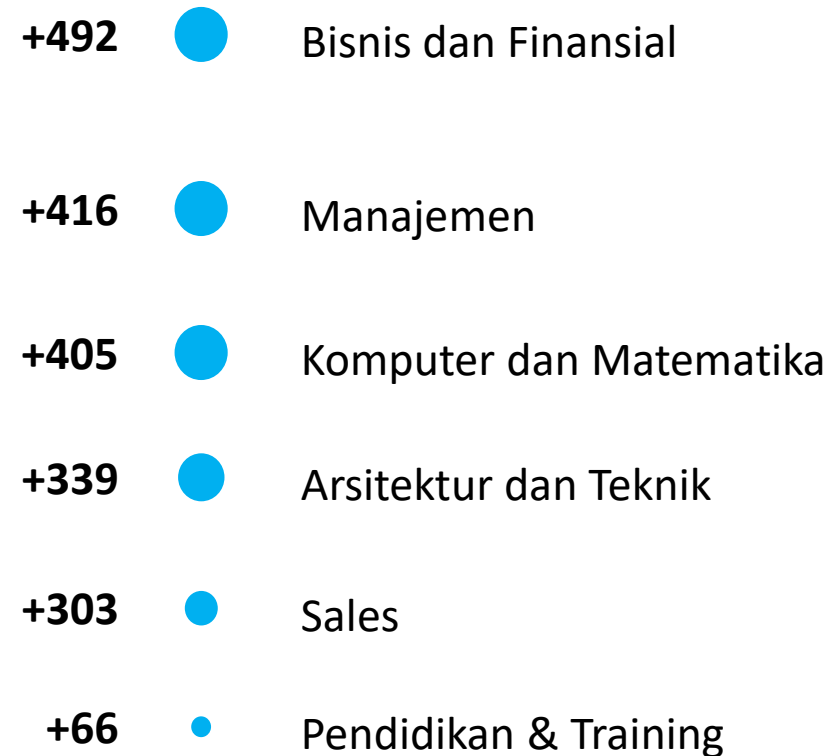 +492 Bisnis dan Finansial
+416 Manajemen
+405 Komputer dan Matematika
+339 Arsitektur dan Teknik
+303 Sales
+66 Pendidikan & Training